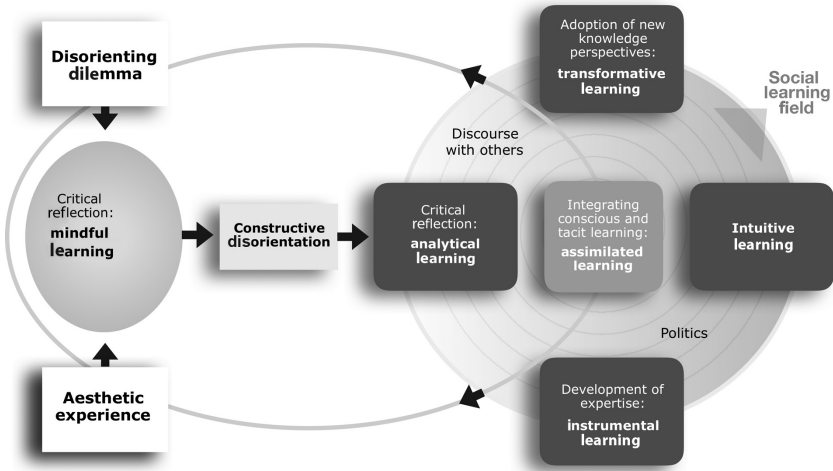 Disorienting
dilemma
Critical
reflection:
mindful
learning
Aesthetic
experience
Constructive
disorientation
Discourse
with others
Critical
reflection:
analytical
learning
Adoption of new
knowledge
perspectives:
transformative
learning
Integrating
conscious and
tacit learning:
assimilated
learning
Social
learning
field
Intuitive
learning
Politics
Development of
expertise:
instrumental
learning